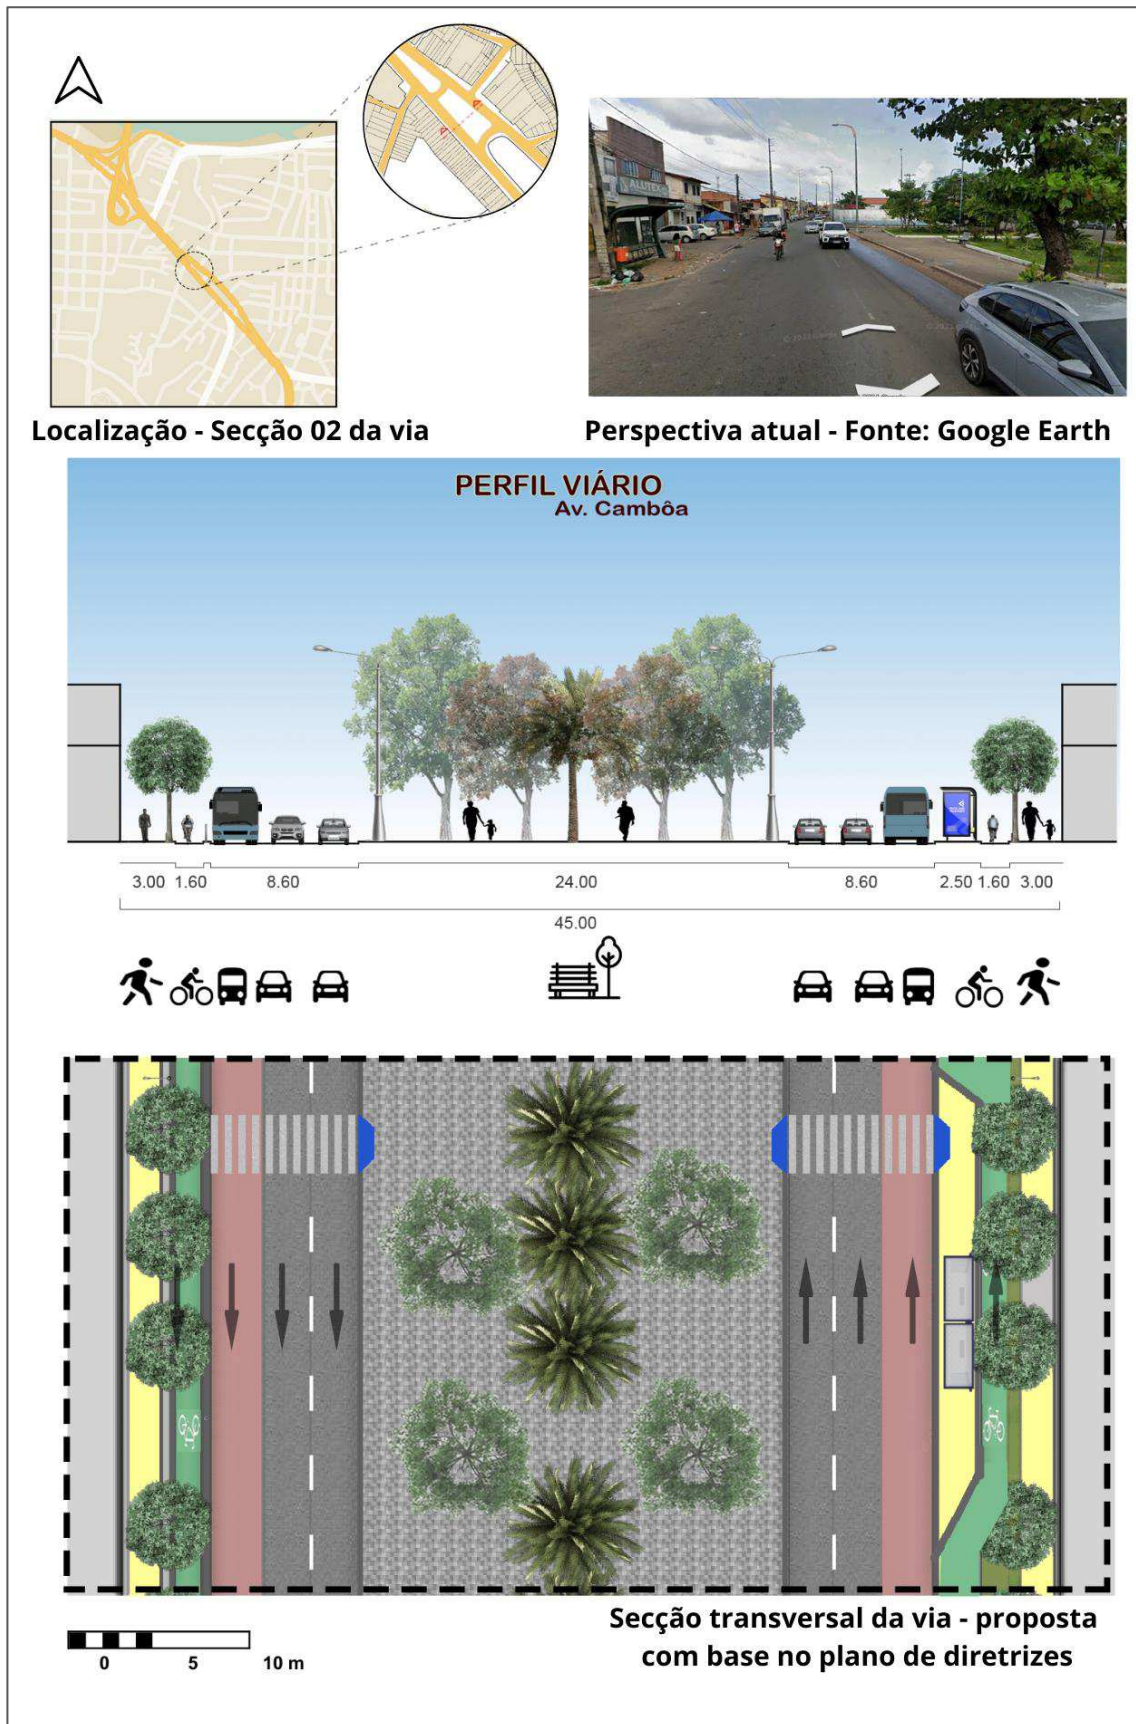 ALUTEX
Localização - Secção 02 da via
Perspectiva atual - Fonte: Google Earth
PERFIL VIÁRIO
Av. Cambôa
3.00 1.60 8.60 24.00 8.60 2.50 1.60 3.00
45.00
Secção transversal da via - proposta
com base no plano de diretrizes
0 5 10 m